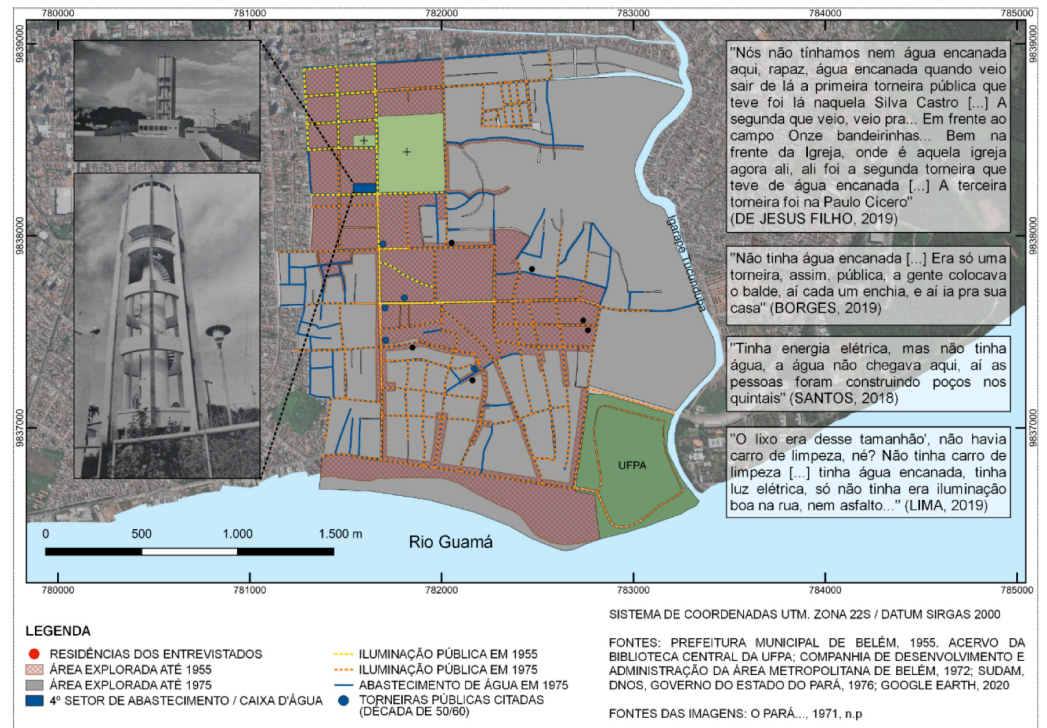 780000 781000 782000 783000 784000 785000
9839000
9839000
"Nós não tínhamos nem água encanada
aqui, rapaz, água encanada quando veio
sair de lá a primeira torneira pública que
teve foi lá naquela Silva Castro [...] A
segunda que veio, veio pra... Em frente ao
campo Onze bandeirinhas... Bem na
frente da Igreja, onde é aquela igreja
agora ali, ali foi a segunda torneira que
teve de água encanada [...] A terceira
torneira foi na Paulo Cicero"
(DE JESUS FILHO, 2019)
9838000
9838000
Igarapé Tucunduba
"Não tinha água encanada [...] Era só uma
torneira, assim, pública, a gente colocava
o balde, aí cada um enchia, e aí ia pra sua
casa" (BORGES, 2019)
"Tinha energia elétrica, mas não tinha
água, a água não chegava aqui, aí as
pessoas foram construindo poços nos
quintais" (SANTOS, 2018)
9837000
9837000
"O lixo era desse tamanhão', não havia
carro de limpeza, né? Não tinha carro de
limpeza [...] tinha água encanada, tinha
luz elétrica, só não tinha era iluminação
boa na rua, nem asfalto..." (LIMA, 2019)
UFPA
0 500 1.000 1.500 m
Rio Guamá
780000 781000 782000 783000 784000 785000
LEGENDA
RESIDÊNCIAS DOS ENTREVISTADOS
ÁREA EXPLORADA ATÉ 1955
ÁREA EXPLORADA ATÉ 1975
4º SETOR DE ABASTECIMENTO / CAIXA D'ÁGUA
ILUMINAÇÃO PÚBLICA EM 1955
ILUMINAÇÃO PÚBLICA EM 1975
ABASTECIMENTO DE ÁGUA EM 1975
TORNEIRAS PÚBLICAS CITADAS
(DÉCADA DE 50/60)
SISTEMA DE COORDENADAS UTM. ZONA 22S / DATUM SIRGAS 2000
FONTES: PREFEITURA MUNICIPAL DE BELÉM, 1955. ACERVO DA
BIBLIOTECA CENTRAL DA UFPA; COMPANHIA DE DESENVOLVIMENTO E
ADMINISTRAÇÃO DA ÁREA METROPOLITANA DE BELÉM, 1972; SUDAM,
DNOS, GOVERNO DO ESTADO DO PARÁ, 1976; GOOGLE EARTH, 2020
FONTES DAS IMAGENS: O PARÁ..., 1971, n.p